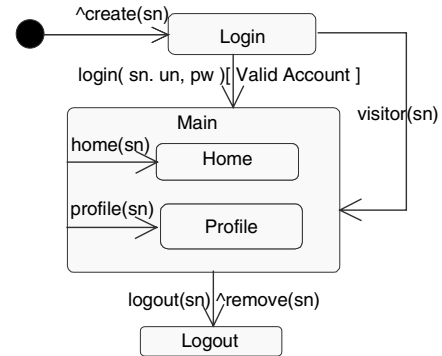 ^create(sn)
Login
login( sn. un, pw )[ Valid Account ]
visitor(sn)
Main
home(sn)
Home
profile(sn)
Profile
logout(sn) ^remove(sn)
Logout